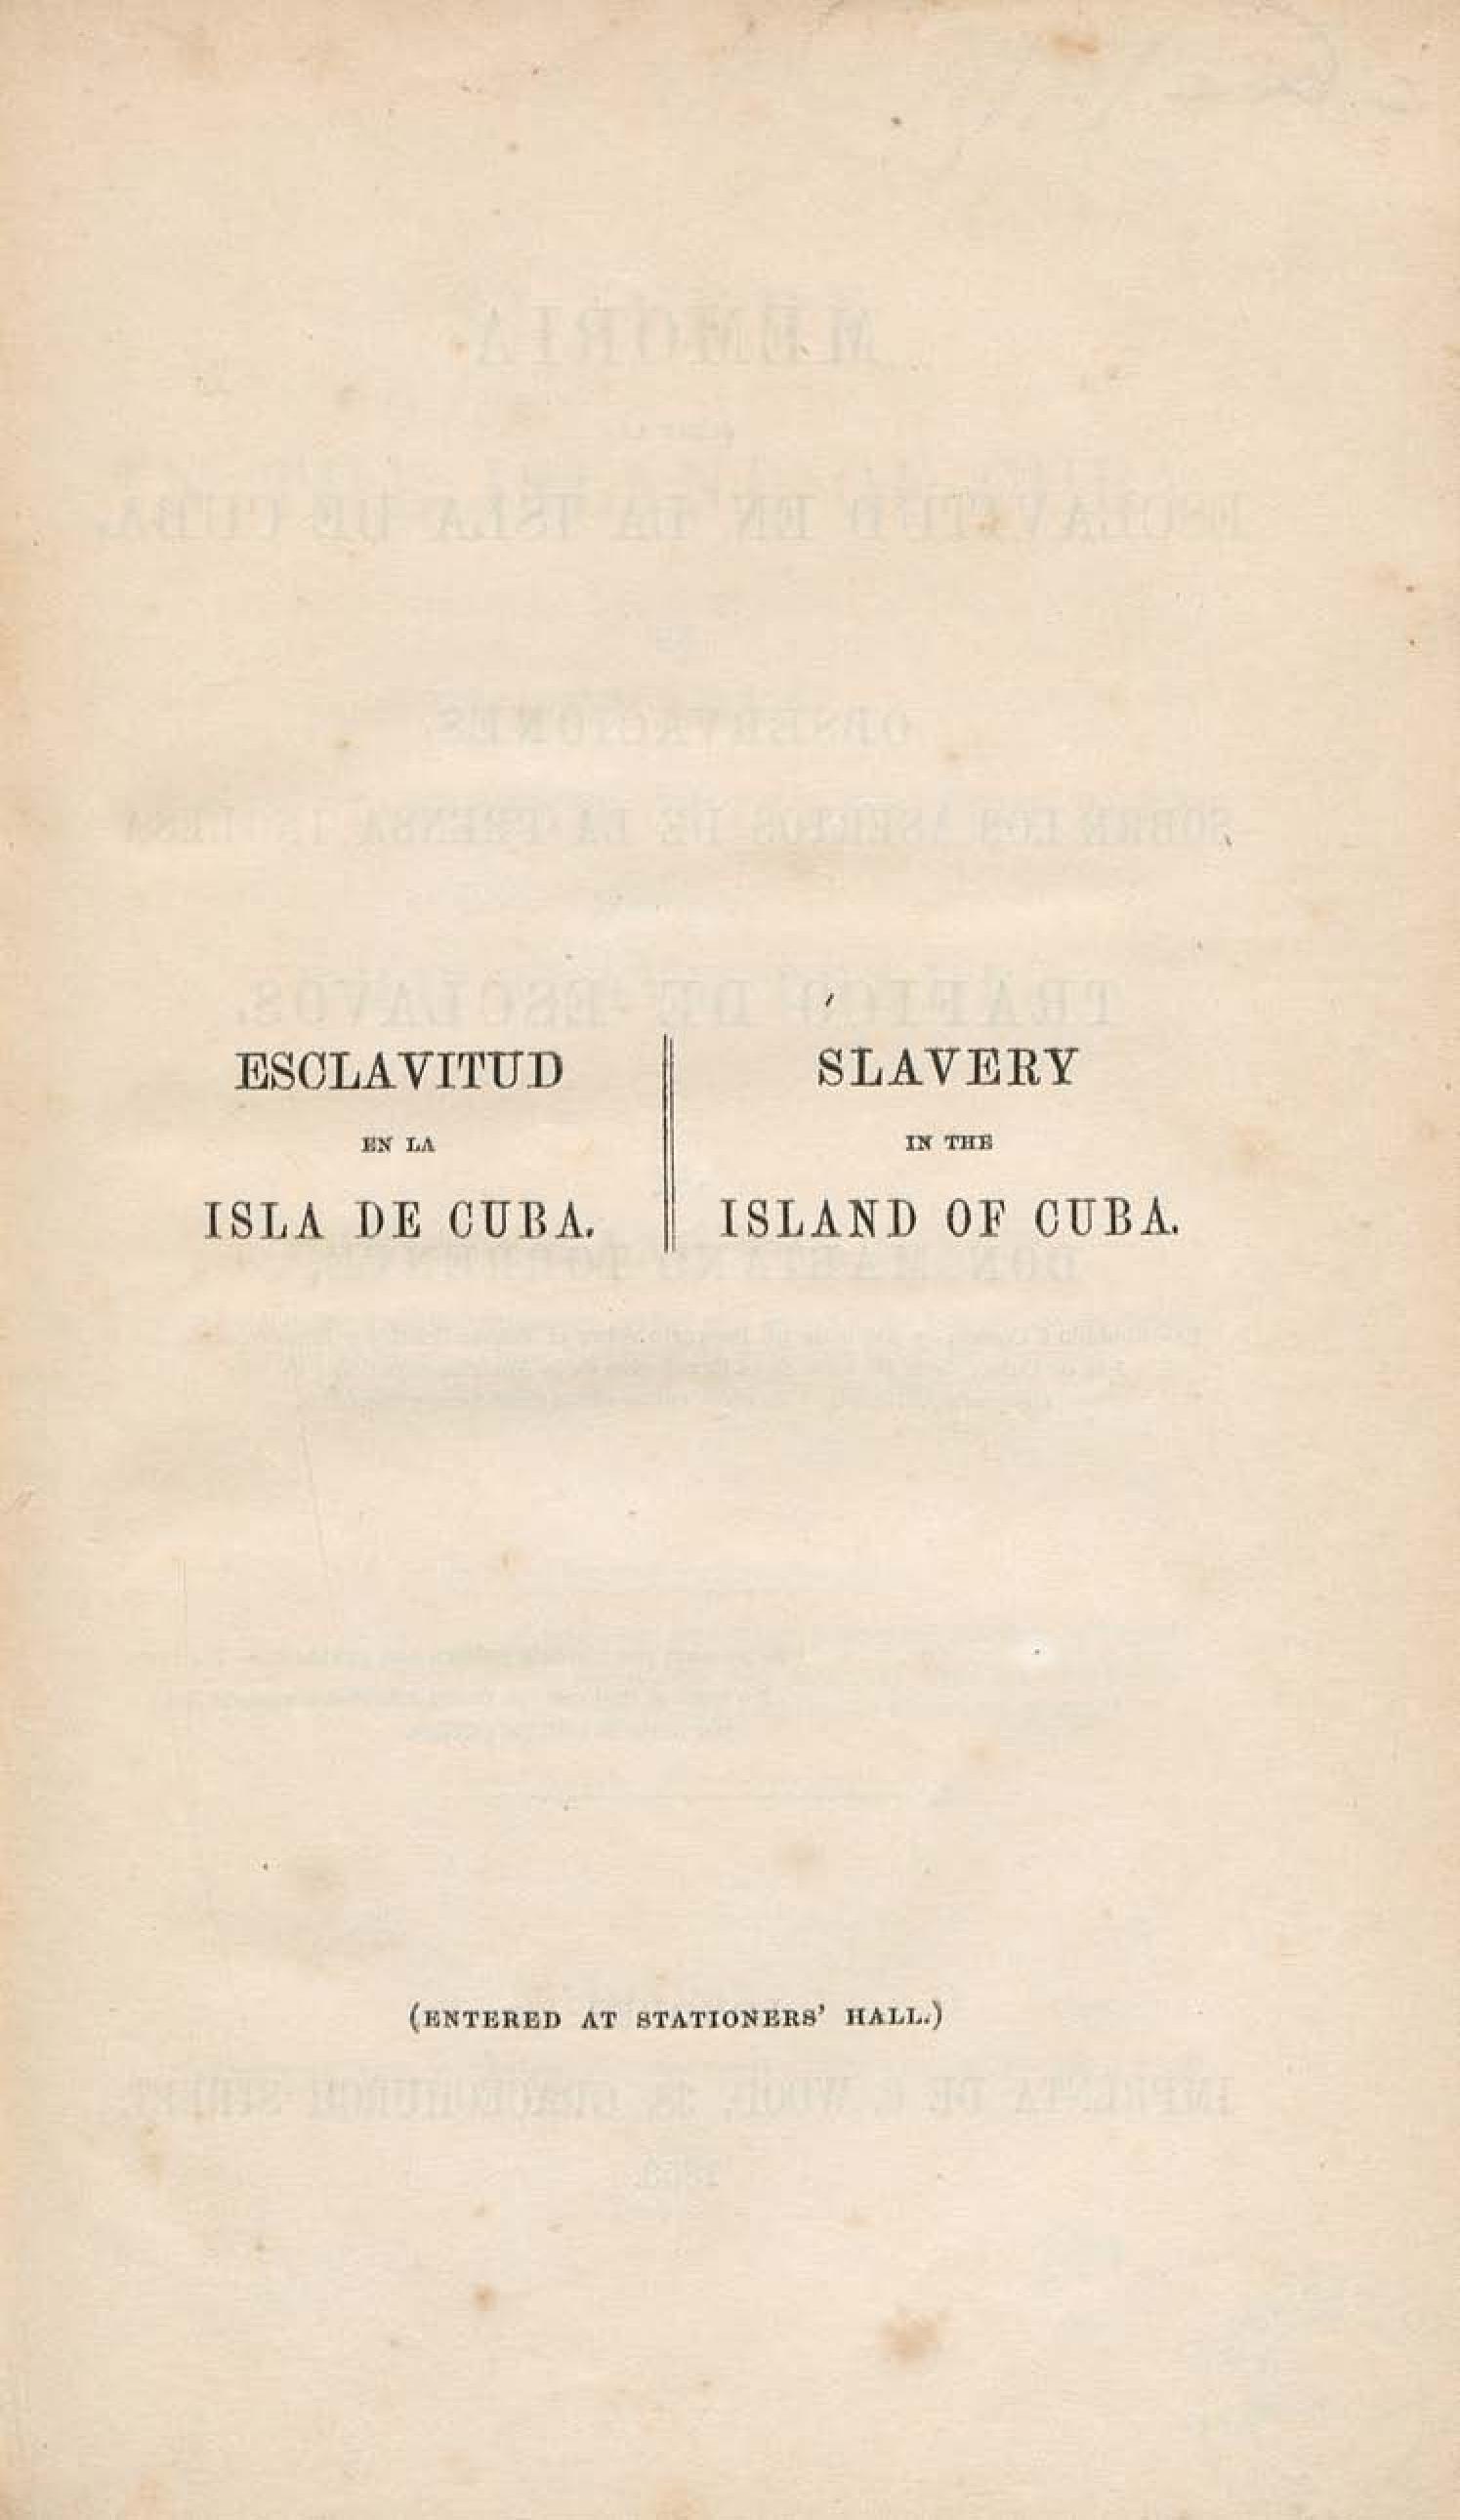 ESCLAVITUD
EN LA
ISLA DE CUBA.
SLAVERY
IN THE
ISLAND OF CUBA.
(ENTERED AT STATIONERS' HALL.)